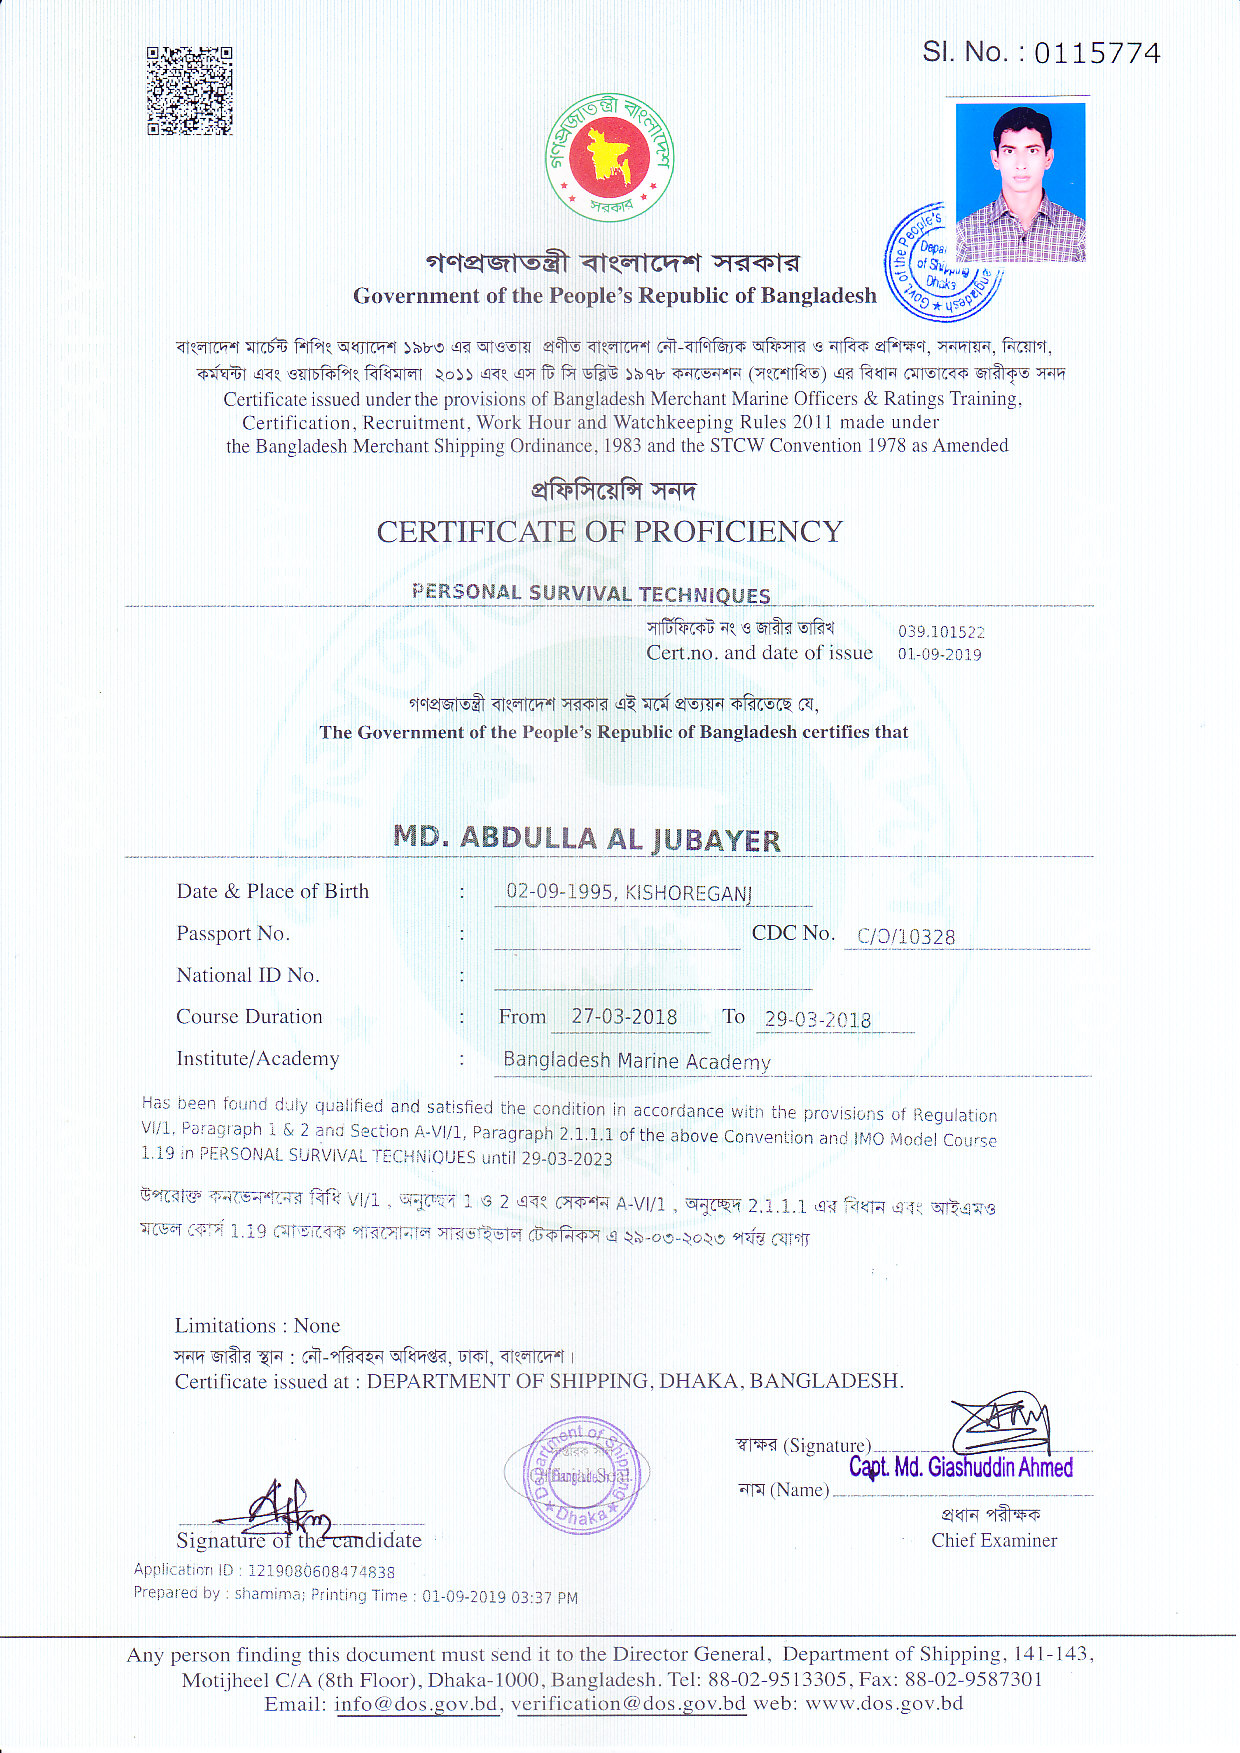 Sl. No. : 0115774
গণপ্রজাতন্ত্রী বাংলাদেশ
সরকার
Govt. of the People's Bangladesh
Depa
of Shipping
Dhaka
গণপ্রজাতন্ত্রী বাংলাদেশ সরকার
Government of the People's Republic of Bangladesh
বাংলাদেশ মার্চেন্ট শিপিং অধ্যাদেশ ১৯৮৩ এর আওতায় প্রণীত বাংলাদেশ নৌ-বাণিজ্যিক অফিসার ও নাবিক প্রশিক্ষণ, সনদায়ন, নিয়োগ,
কর্মঘন্টা এবং ওয়াচকিপিং বিধিমালা ২০১১ এবং এস টি সি ডব্লিউ ১৯৭৮ কনভেনশন (সংশোধিত) এর বিধান মোতাবেক জারীকৃত সনদ
Certificate issued under the provisions of Bangladesh Merchant Marine Officers & Ratings Training,
Certification, Recruitment, Work Hour and Watchkeeping Rules 2011 made under
the Bangladesh Merchant Shipping Ordinance, 1983 and the STCW Convention 1978 as Amended
প্রফিসিয়েন্সি সনদ
CERTIFICATE OF PROFICIENCY
PERSONAL SURVIVAL TECHNIQUES
সার্টিফিকেট নং ও জারীর তারিখ 039.101522
Cert.no. and date of issue 01-09-2019
গণপ্রজাতন্ত্রী বাংলাদেশ সরকার এই মর্মে প্রত্যয়ন করিতেছে যে,
The Government of the People's Republic of Bangladesh certifies that
MD. ABDULLA AL JUBAYER
Date & Place of Birth : 02-09-1995, KISHOREGANJ
Passport No. : CDC No. C/O/10328
National ID No. :
Course Duration : From 27-03-2018 To 29-03-2018
Institute/Academy : Bangladesh Marine Academy
Has been found duly qualified and satisfied the condition in accordance with the provisions of Regulation
VI/1, Paragraph 1 & 2 and Section A-VI/1, Paragraph 2.1.1.1 of the above Convention and IMO Model Course
1.19 in PERSONAL SURVIVAL TECHNIQUES until 29-03-2023
উপরোক্ত কনভেনশনের বিধি VI/1 , অনুচ্ছেদ 1 ও 2 এবং সেকশন A-VI/1 , অনুচ্ছেদ 2.1.1.1 এর বিধান এবং আইএমও
মডেল কোর্স 1.19 মোতাবেক পারসোনাল সারভাইভাল টেকনিকস এ ২৯-০৩-২০২৩ পর্যন্ত যোগ্য
Limitations : None
সনদ জারীর স্থান : নৌ-পরিবহন অধিদপ্তর, ঢাকা, বাংলাদেশ।
Certificate issued at : DEPARTMENT OF SHIPPING, DHAKA, BANGLADESH.
Department of Shipping
Bangladesh
Dhaka
স্বাক্ষর (Signature)
Capt. Md. Giashuddin Ahmed
নাম (Name)
প্রধান পরীক্ষক
Chief Examiner
Signature of the candidate
Application ID : 1219080608474838
Prepared by : shamima; Printing Time : 01-09-2019 03:37 PM
Any person finding this document must send it to the Director General, Department of Shipping, 141-143,
Motijheel C/A (8th Floor), Dhaka-1000, Bangladesh. Tel: 88-02-9513305, Fax: 88-02-9587301
Email: info@dos.gov.bd, verification@dos.gov.bd web: www.dos.gov.bd